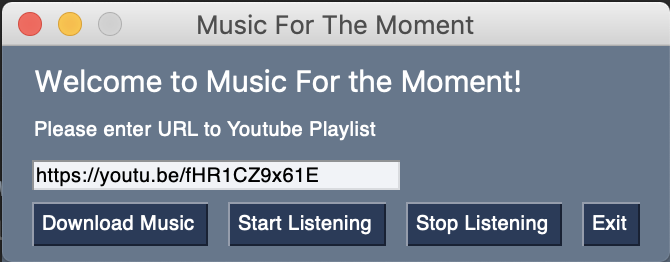 Music For The Moment
Welcome to Music For the Moment!
Please enter URL to Youtube Playlist
https://youtu.be/fHR1CZ9x61E
Download Music Start Listening Stop Listening Exit